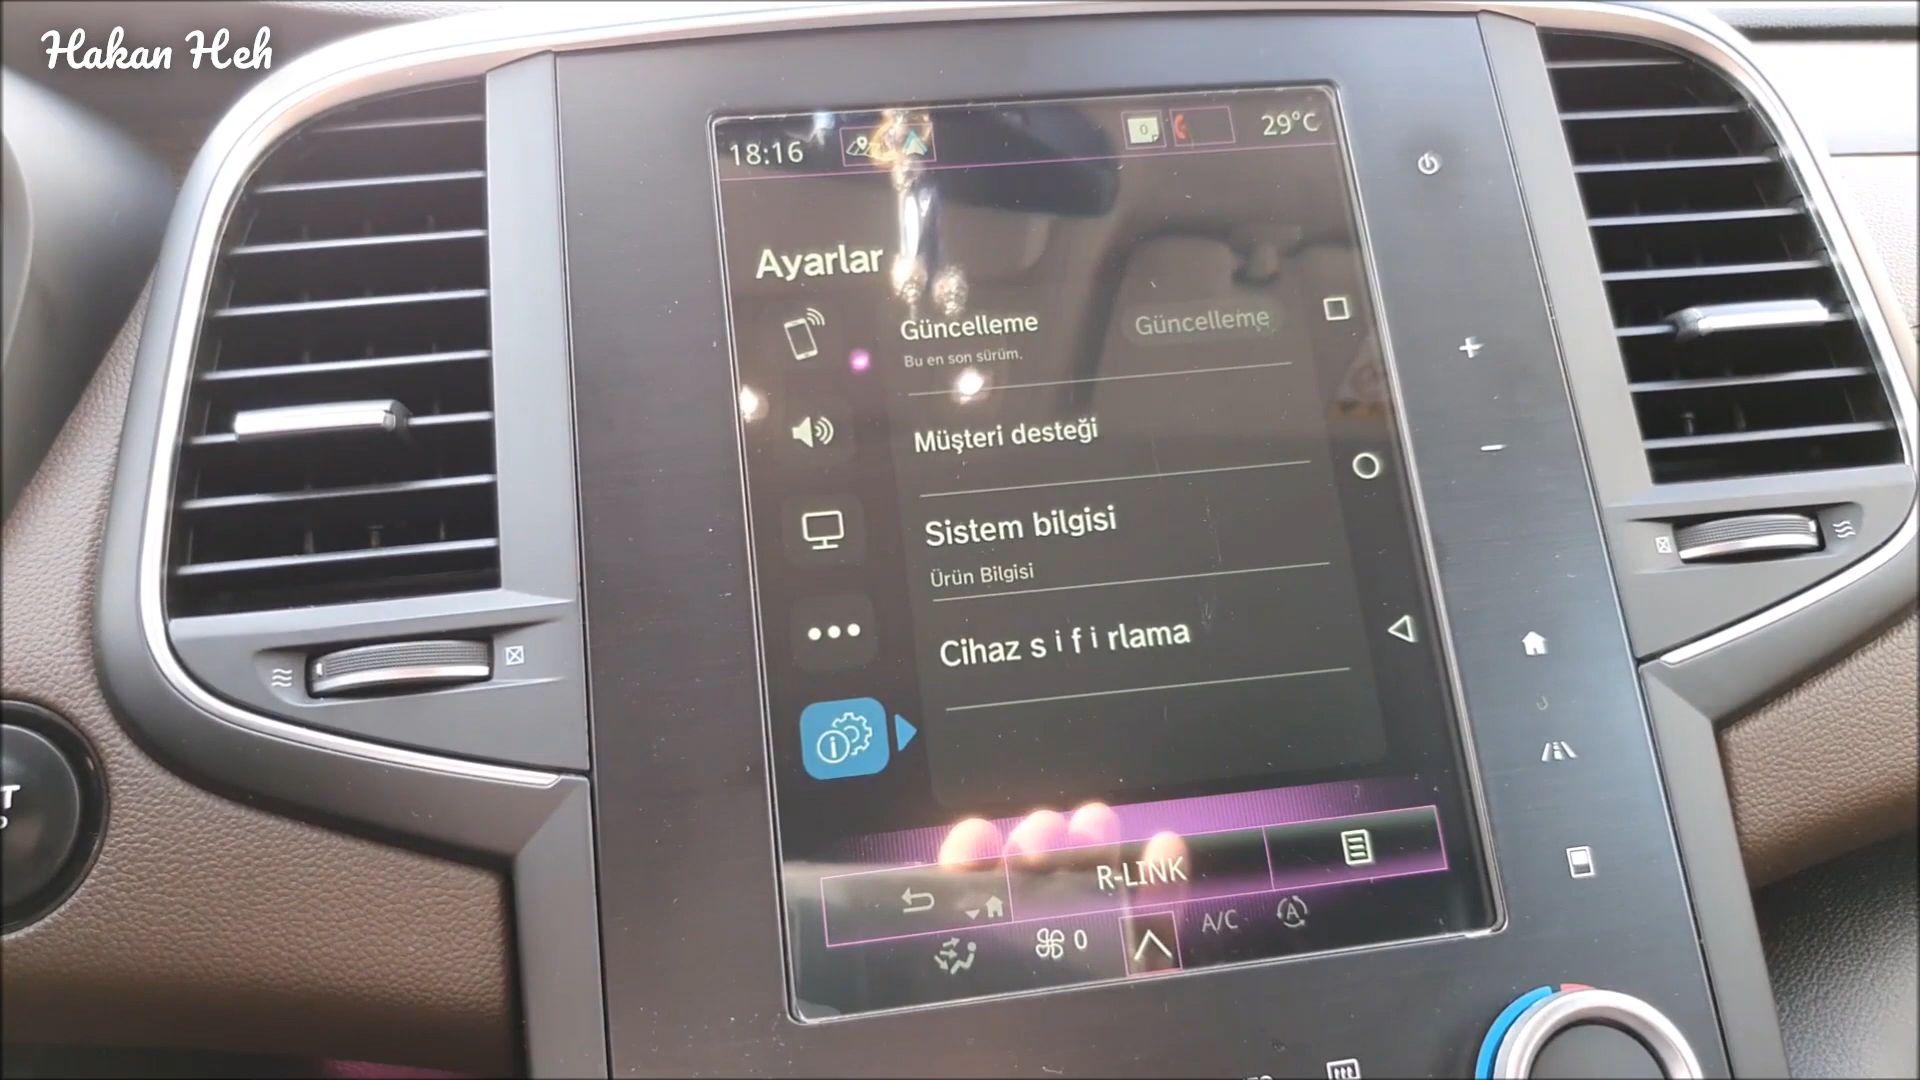 Hakan Heh
18:16
0
29°C
Ayarlar
Güncelleme
Güncelleme
Bu en son sürüm.
Müşteri desteği
Sistem bilgisi
Ürün Bilgisi
Cihaz s i f i rlama
R-LINK
0
A/C
A